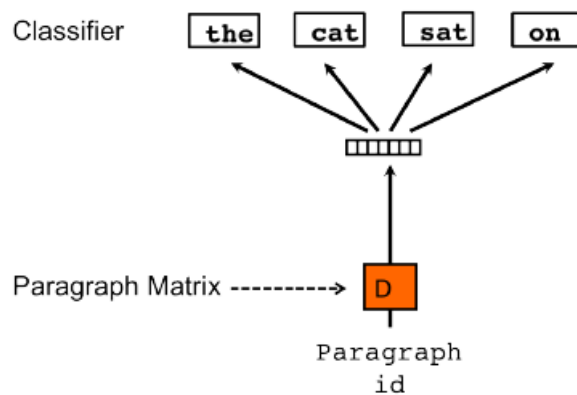 Classifier the cat sat on
Paragraph Matrix D
Paragraph
id